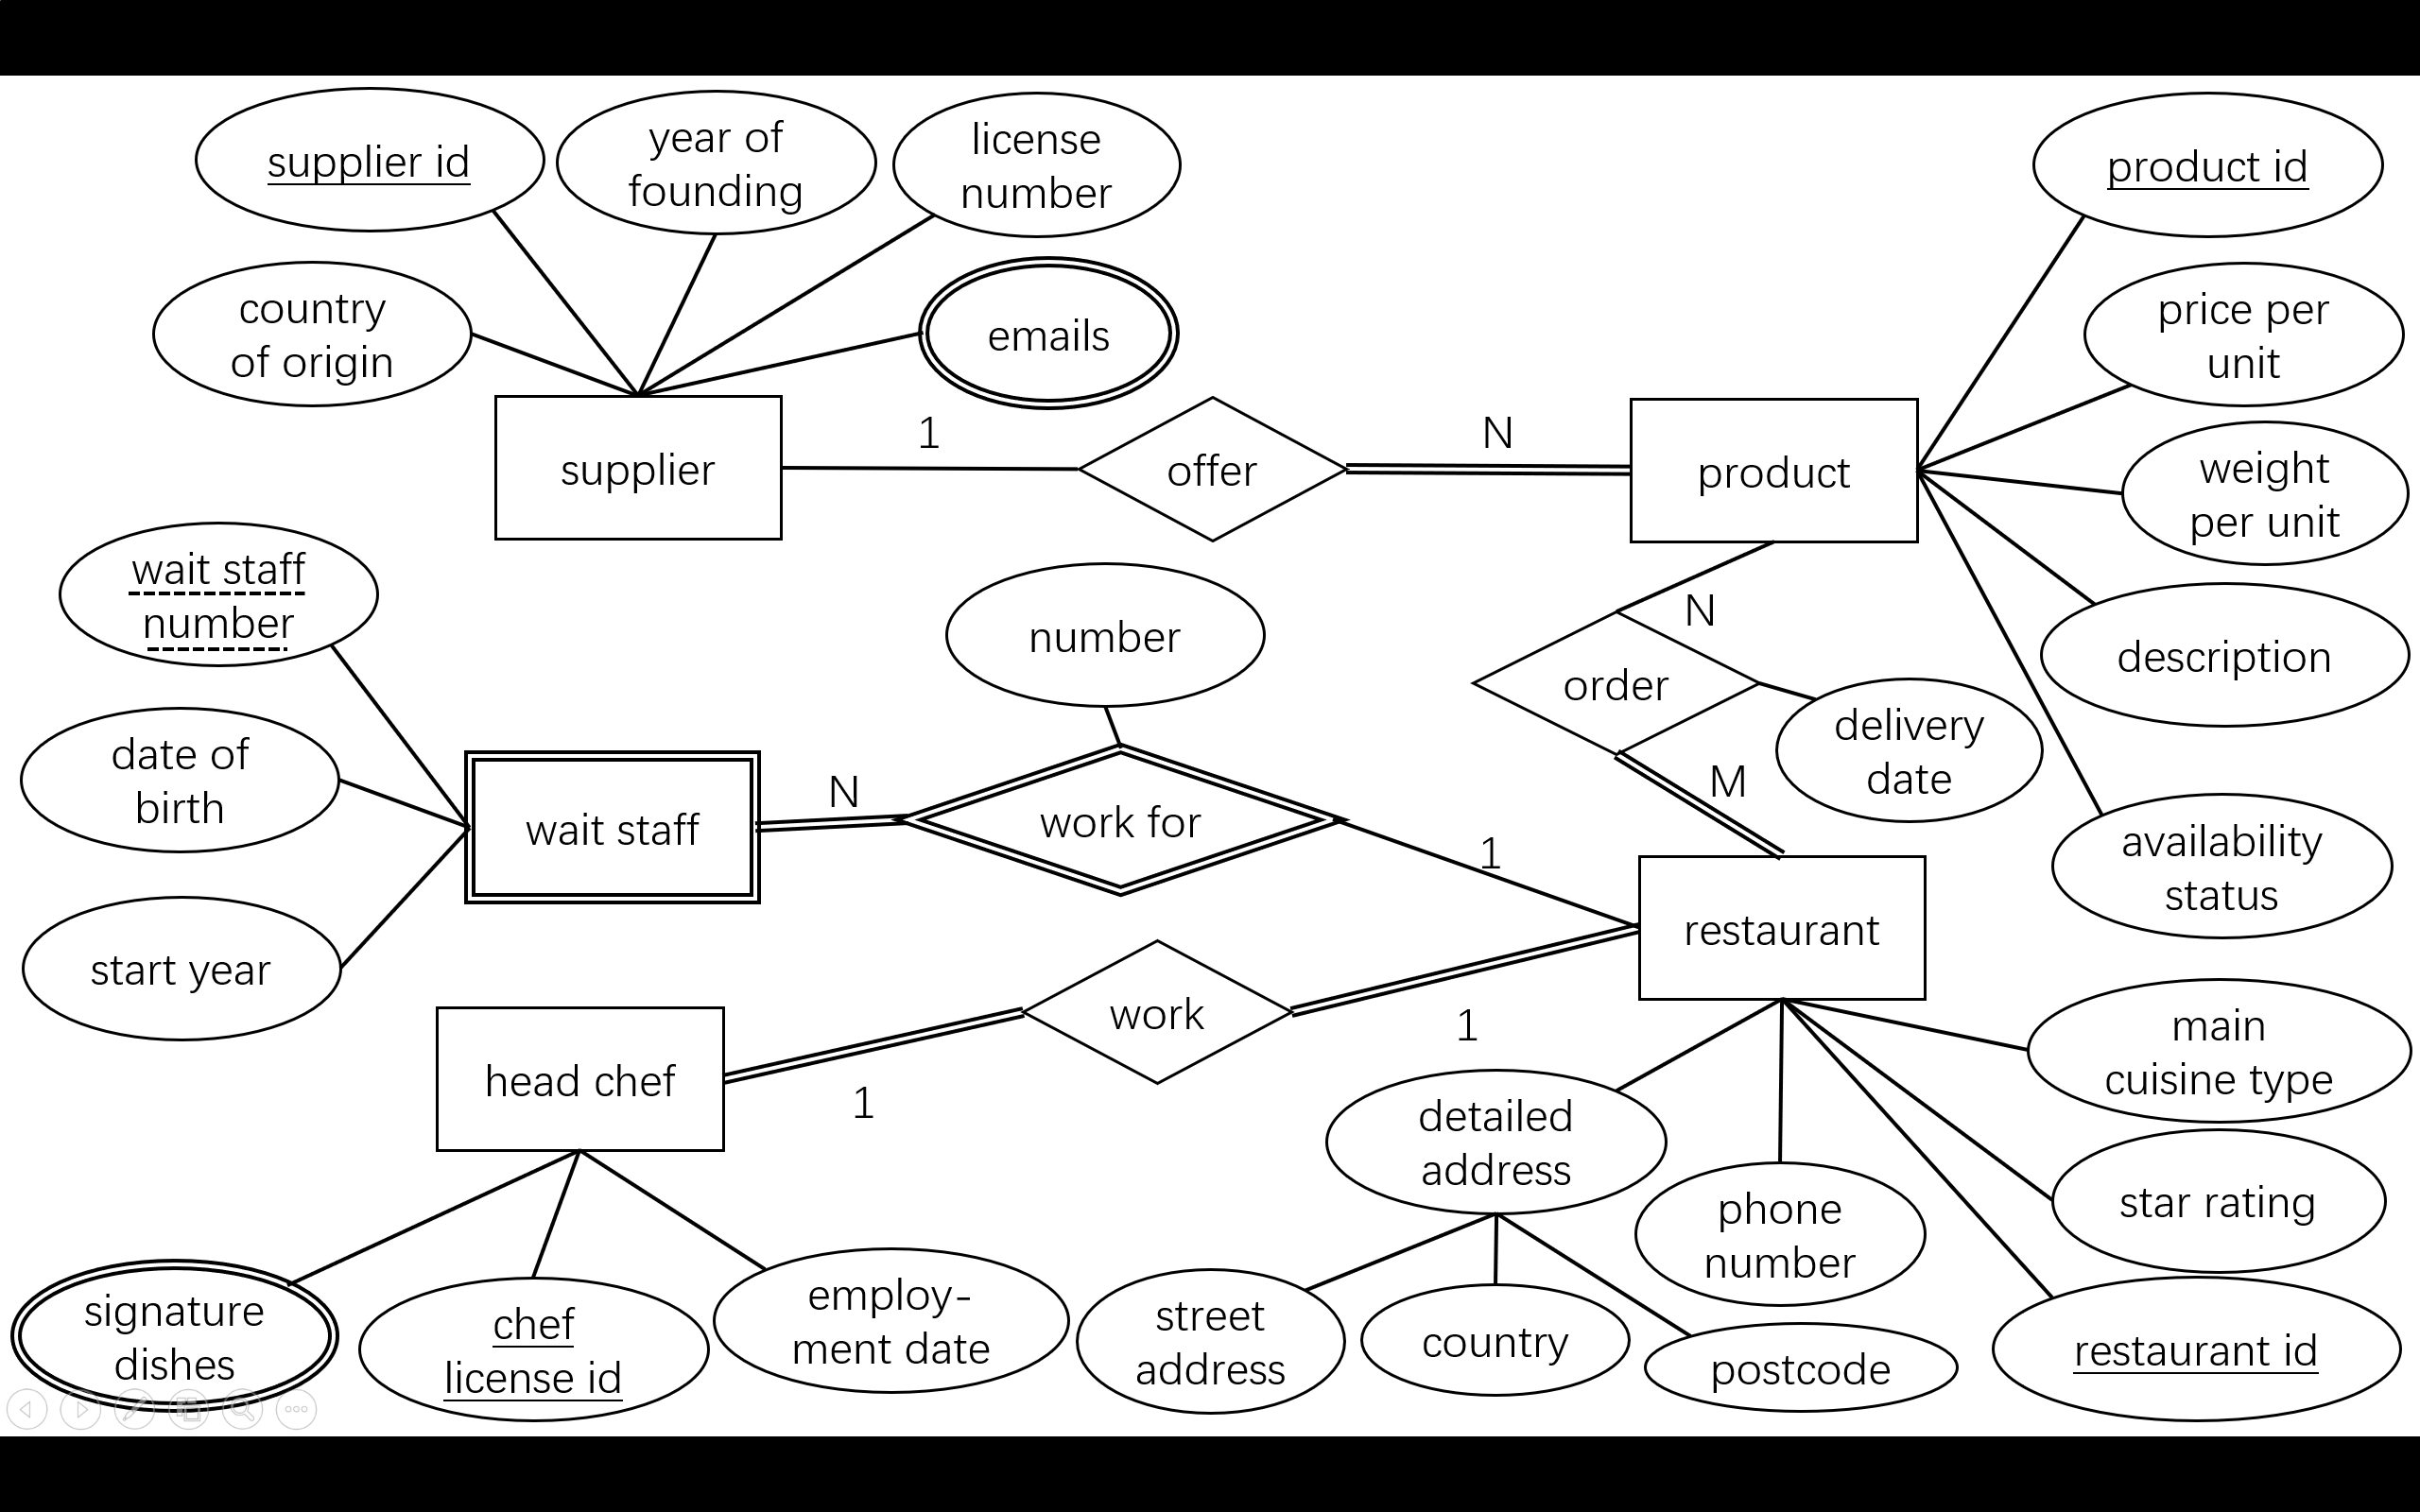 supplier id
year of
founding
license
number
product id
country
of origin
emails
price per
unit
supplier
1
offer
N
product
weight
per unit
wait staff
number
number
N
order
description
delivery
date
date of
birth
wait staff
N
work for
M
1
availability
status
restaurant
start year
head chef
1
work
1
main
cuisine type
detailed
address
phone
number
star rating
signature
dishes
chef
license id
employ-
ment date
street
address
country
postcode
restaurant id